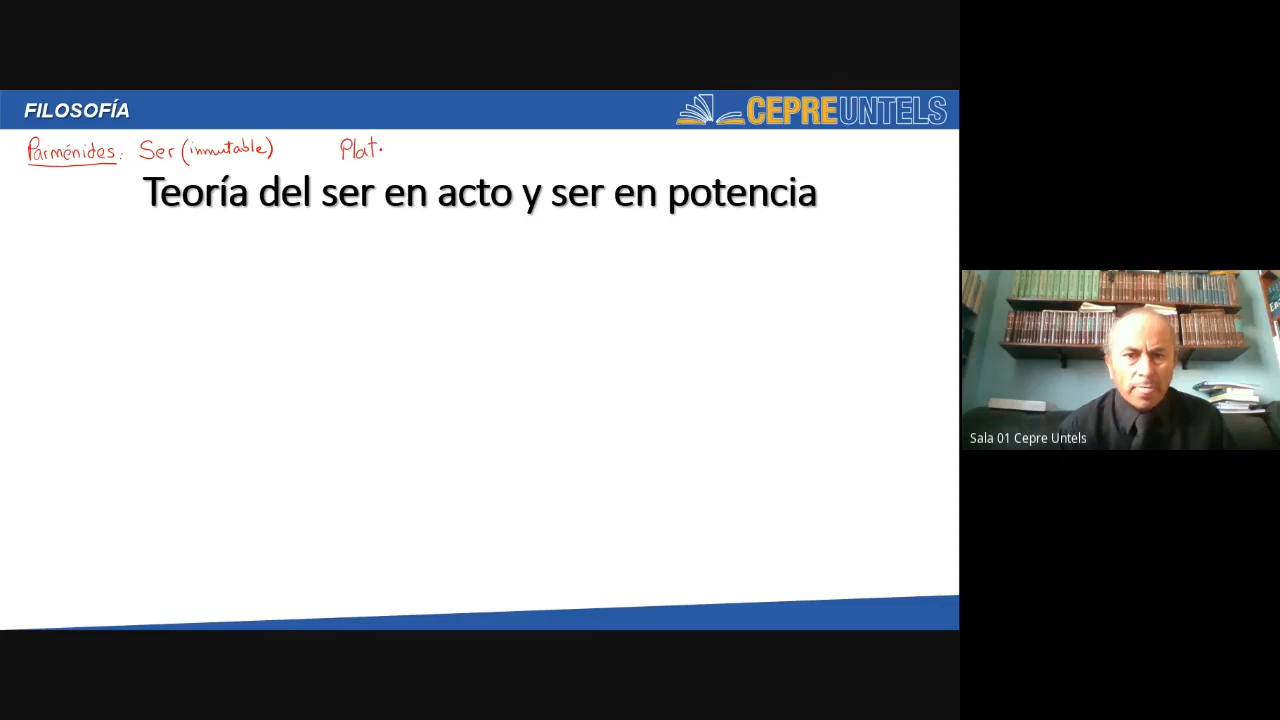 FILOSOFÍA
CEPREUNTELS
Parménides: Ser (inmutable) Plat
Teoría del ser en acto y ser en potencia
Sala 01 Cepre Untels